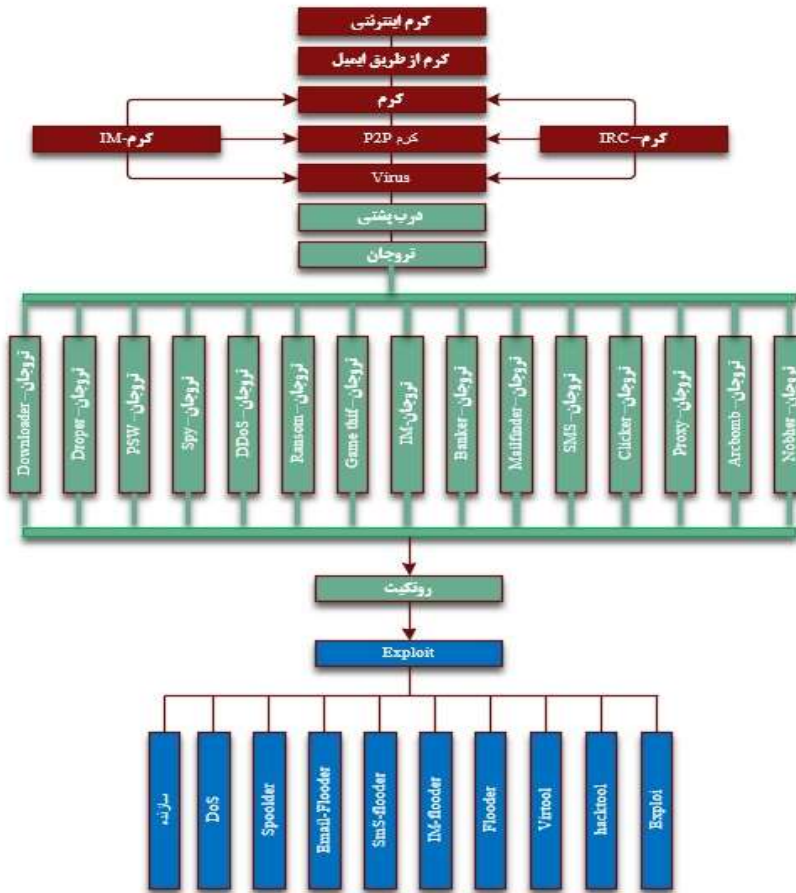 کرم اینترنتی
کرم از طریق ایمیل
کرم
کرم-IM
کرم P2P
کرم–IRC
Virus
درب پشتی
تروجان
تروجان–Downloader
تروجان–Droper
تروجان–PSW
تروجان–Spy
تروجان–DDoS
تروجان–Ransom
تروجان–Game thif
تروجان-IM
تروجان–Banker
تروجان–Mailfinder
تروجان–SMS
تروجان–Clicker
تروجان–Proxy
تروجان–Arcbomb
تروجان–Nobher
روتکیت
Exploit
سازنده
DoS
Spoolder
Email-Flooder
SmS-flooder
IM-flooder
Flooder
Virtool
hacktool
Exploi